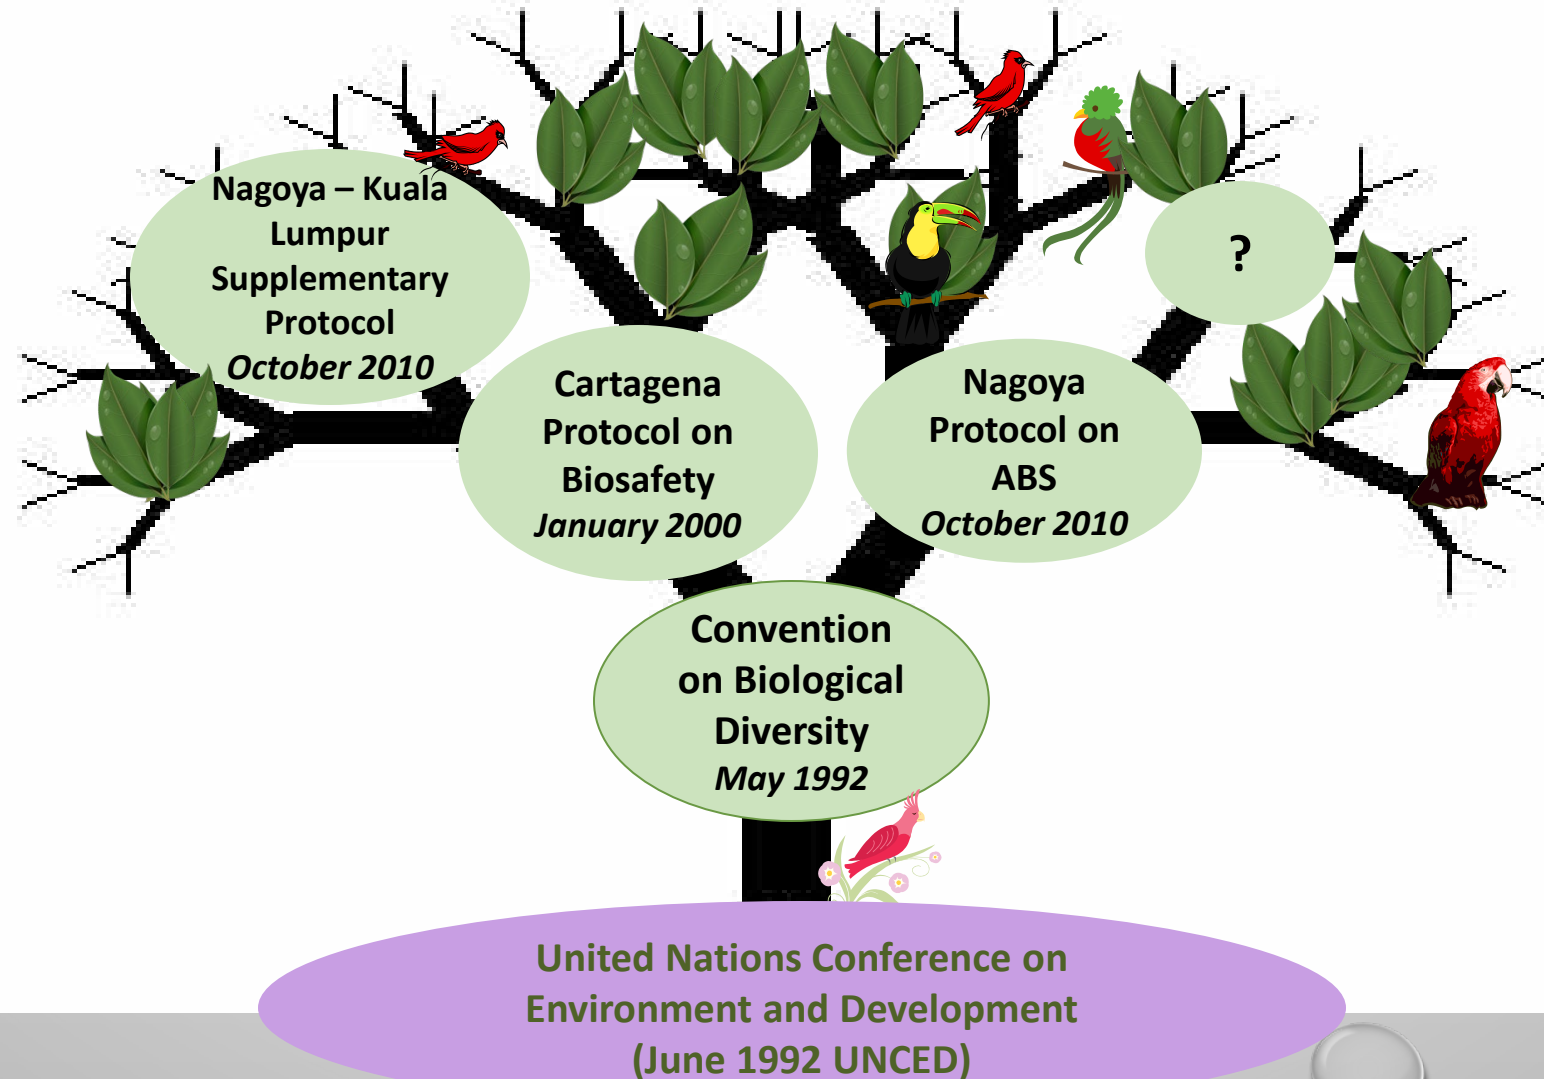 Nagoya – Kuala
Lumpur
Supplementary
Protocol
October 2010
?
Cartagena
Protocol on
Biosafety
January 2000
Nagoya
Protocol on
ABS
October 2010
Convention
on Biological
Diversity
May 1992
United Nations Conference on
Environment and Development
(June 1992 UNCED)